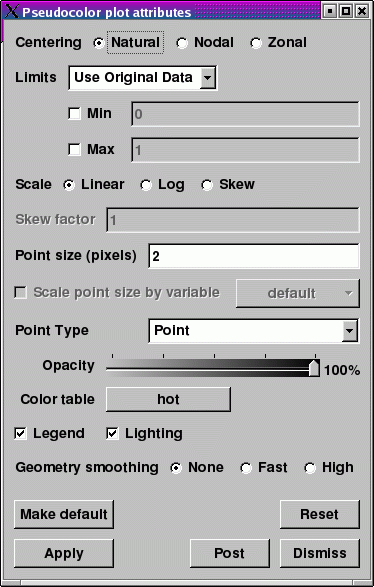 Pseudocolor plot attributes
Centering Natural Nodal Zonal
Limits Use Original Data
Min 0
Max 1
Scale Linear Log Skew
Skew factor 1
Point size (pixels) 2
Scale point size by variable default
Point Type Point
Opacity 100%
Color table hot
Legend Lighting
Geometry smoothing None Fast High
Make default Reset
Apply Post Dismiss